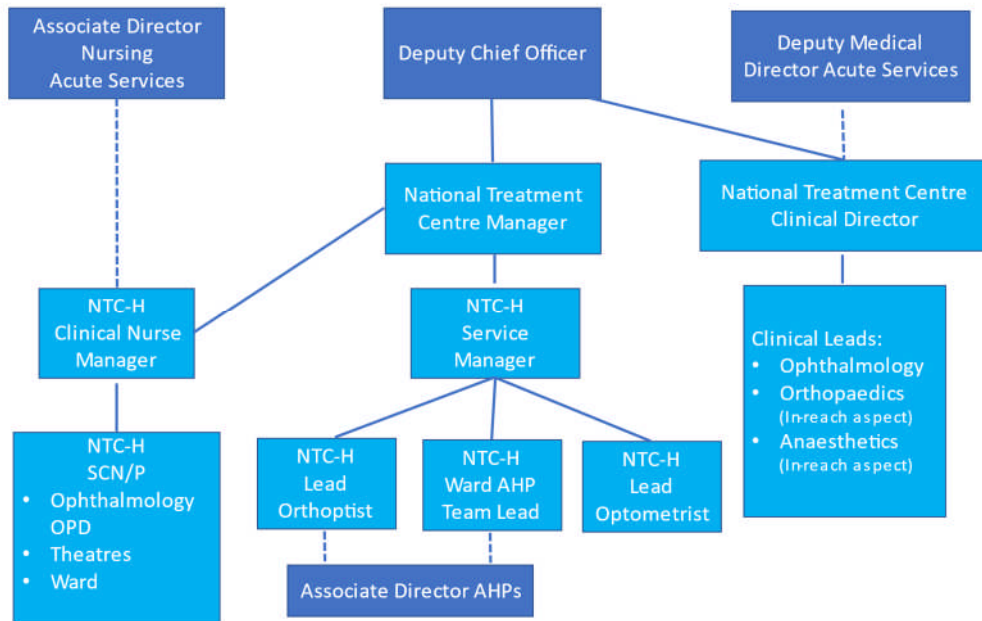 Associate Director
Nursing
Acute Services
Deputy Chief Officer
Deputy Medical
Director Acute Services
National Treatment
Centre Manager
National Treatment Centre
Clinical Director
NTC-H
Clinical Nurse
Manager
NTC-H
Service
Manager
Clinical Leads:
• Ophthalmology
• Orthopaedics
(In-reach aspect)
• Anaesthetics
(In-reach aspect)
NTC-H
SCN/P
• Ophthalmology
OPD
• Theatres
• Ward
NTC-H
Lead
Orthoptist
NTC-H
Ward AHP
Team Lead
NTC-H
Lead
Optometrist
Associate Director AHPs